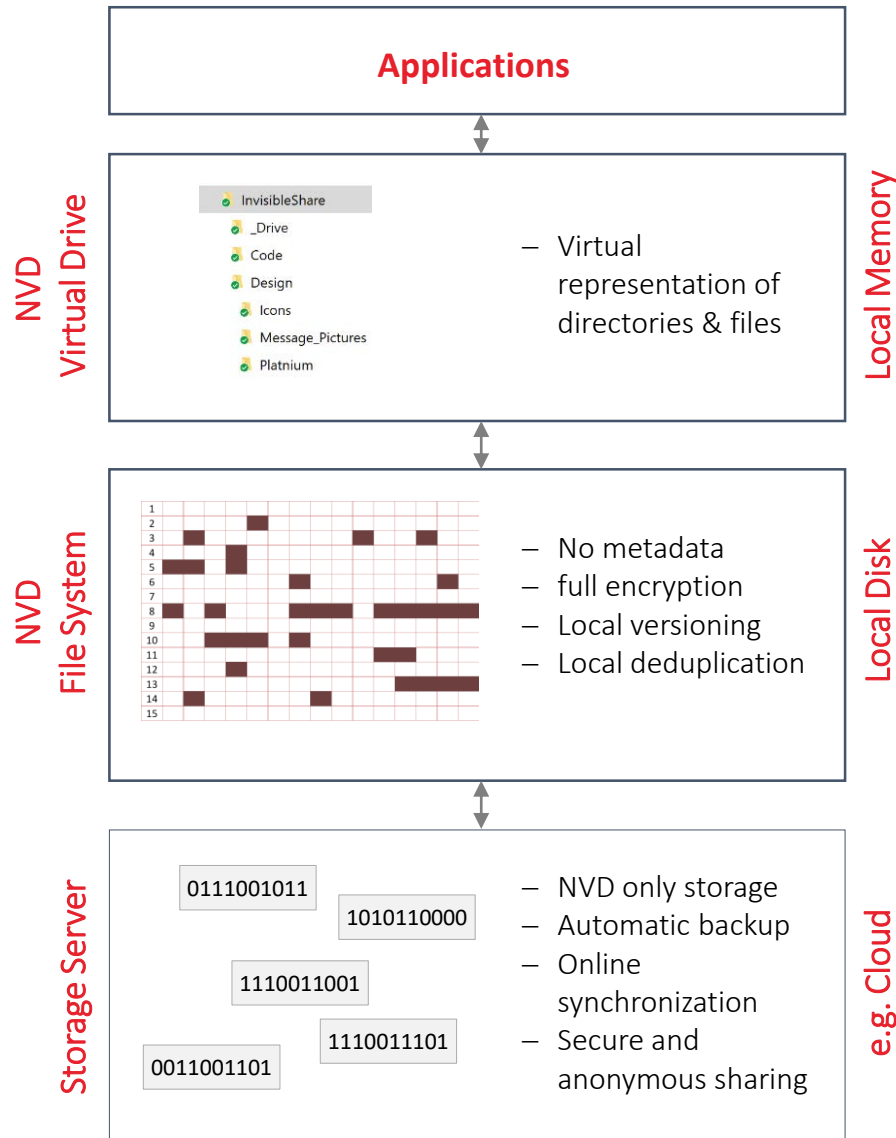 Applications
NVD
Virtual Drive
InvisibleShare
_Drive
Code
Design
Icons
Message_Pictures
Platnium
– Virtual
representation of
directories & files
Local Memory
NVD
File System
1
2
3
4
5
6
7
8
9
10
11
12
13
14
15
– No metadata
– full encryption
– Local versioning
– Local deduplication
Local Disk
Storage Server
0111001011
1010110000
1110011001
1110011101
0011001101
– NVD only storage
– Automatic backup
– Online
synchronization
– Secure and
anonymous sharing
e.g. Cloud